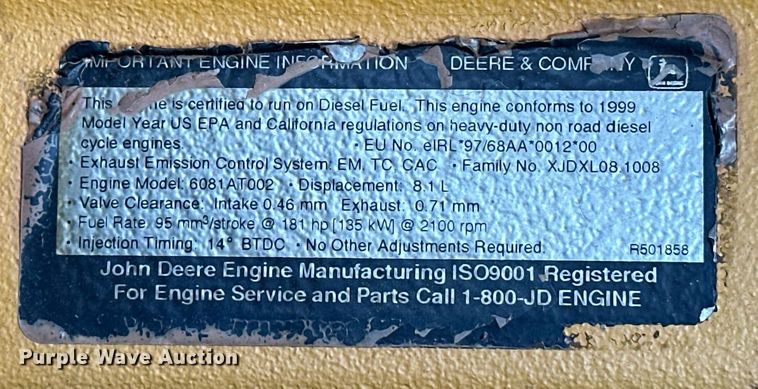 IMPORTANT ENGINE INFORMATION DEERE & COMPANY
• This engine is certified to run on Diesel Fuel. This engine conforms to 1999
Model Year US EPA and California regulations on heavy-duty non road diesel
cycle engines. • EU No. eIRL*97/68AA*0012*00
• Exhaust Emission Control System: EM, TC, CAC • Family No. XJDXL08.1008
• Engine Model: 6081AT002 • Displacement: 8.1 L
• Valve Clearance: Intake 0.46 mm Exhaust: 0.71 mm
• Fuel Rate: 95 mm³/stroke @ 181 hp [135 kW] @ 2100 rpm
• Injection Timing: 14° BTDC • No Other Adjustments Required. R501858
John Deere Engine Manufacturing ISO9001 Registered
For Engine Service and Parts Call 1-800-JD ENGINE
Purple Wave Auction